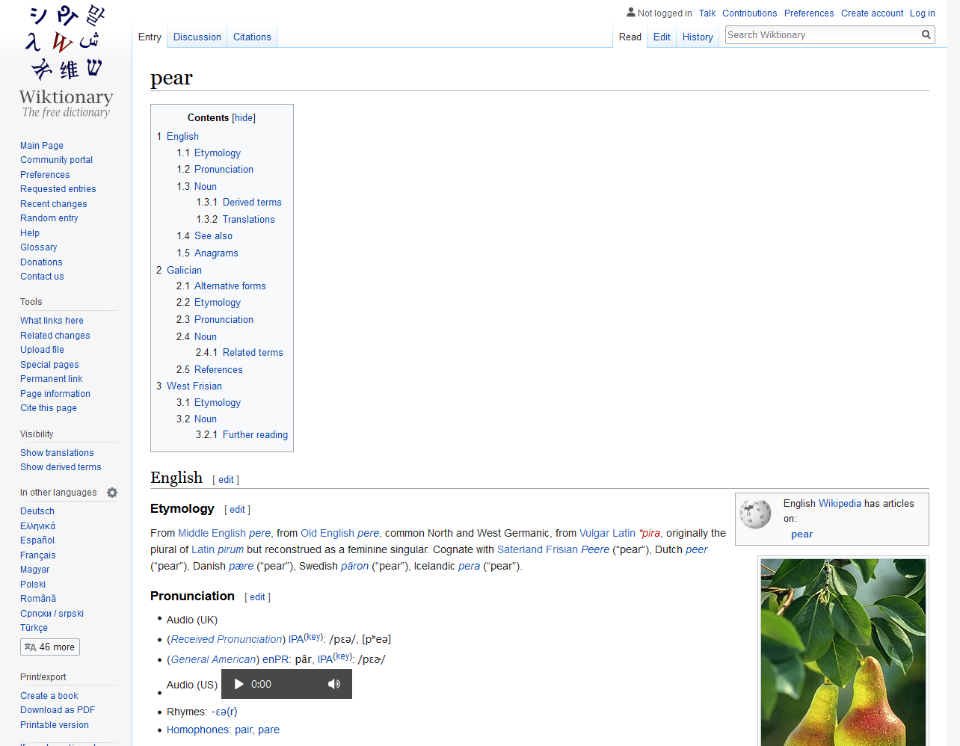 Not logged in Talk Contributions Preferences Create account Log in
Entry Discussion Citations Read Edit History Search Wiktionary
Wiktionary
The free dictionary
Main Page
Community portal
Preferences
Requested entries
Recent changes
Random entry
Help
Glossary
Donations
Contact us
Tools
What links here
Related changes
Upload file
Special pages
Permanent link
Page information
Cite this page
Visibility
Show translations
Show derived terms
In other languages
Deutsch
Ελληνικά
Español
Français
Magyar
Polski
Română
Српски / srpski
Türkçe
46 more
Print/export
Create a book
Download as PDF
Printable version
pear
Contents [hide]
1 English
1.1 Etymology
1.2 Pronunciation
1.3 Noun
1.3.1 Derived terms
1.3.2 Translations
1.4 See also
1.5 Anagrams
2 Galician
2.1 Alternative forms
2.2 Etymology
2.3 Pronunciation
2.4 Noun
2.4.1 Related terms
2.5 References
3 West Frisian
3.1 Etymology
3.2 Noun
3.2.1 Further reading
English [ edit ]
Etymology [ edit ]
From Middle English pere, from Old English pere, common North and West Germanic, from Vulgar Latin *pira, originally the
plural of Latin pirum but reconstrued as a feminine singular. Cognate with Saterland Frisian Peere (“pear”), Dutch peer
(“pear”), Danish pære (“pear”), Swedish päron (“pear”), Icelandic pera (“pear”).
English Wikipedia has articles
on:
pear
Pronunciation [ edit ]
• Audio (UK)
• (Received Pronunciation) IPA(key): /pɛə/, [pʰeə]
• (General American) enPR: pâr, IPA(key): /pɛɚ/
• Audio (US) 0:00
• Rhymes: -ɛə(r)
• Homophones: pair, pare